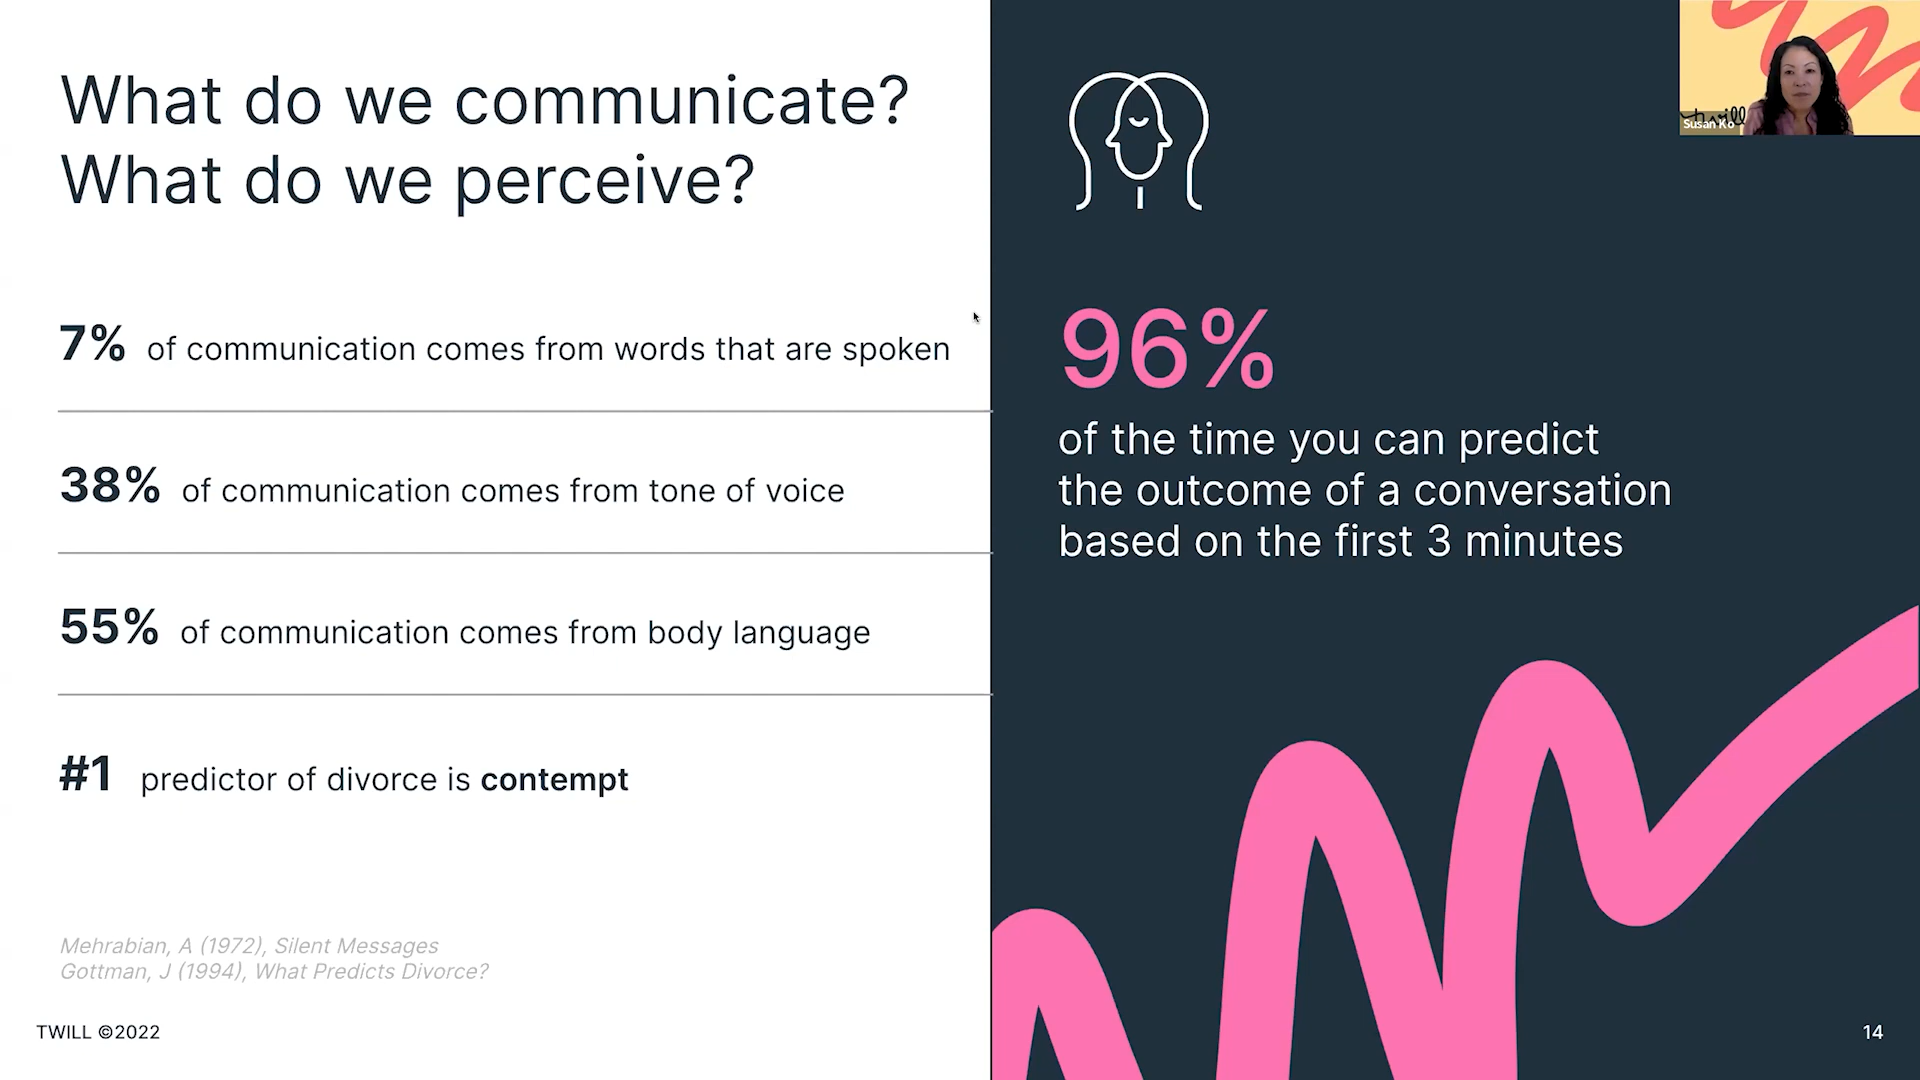 What do we communicate?
What do we perceive?
7% of communication comes from words that are spoken
38% of communication comes from tone of voice
55% of communication comes from body language
#1 predictor of divorce is contempt
Mehrabian, A (1972), Silent Messages
Gottman, J (1994), What Predicts Divorce?
TWILL ©2022
96%
of the time you can predict
the outcome of a conversation
based on the first 3 minutes
twill
Susan Ko
14